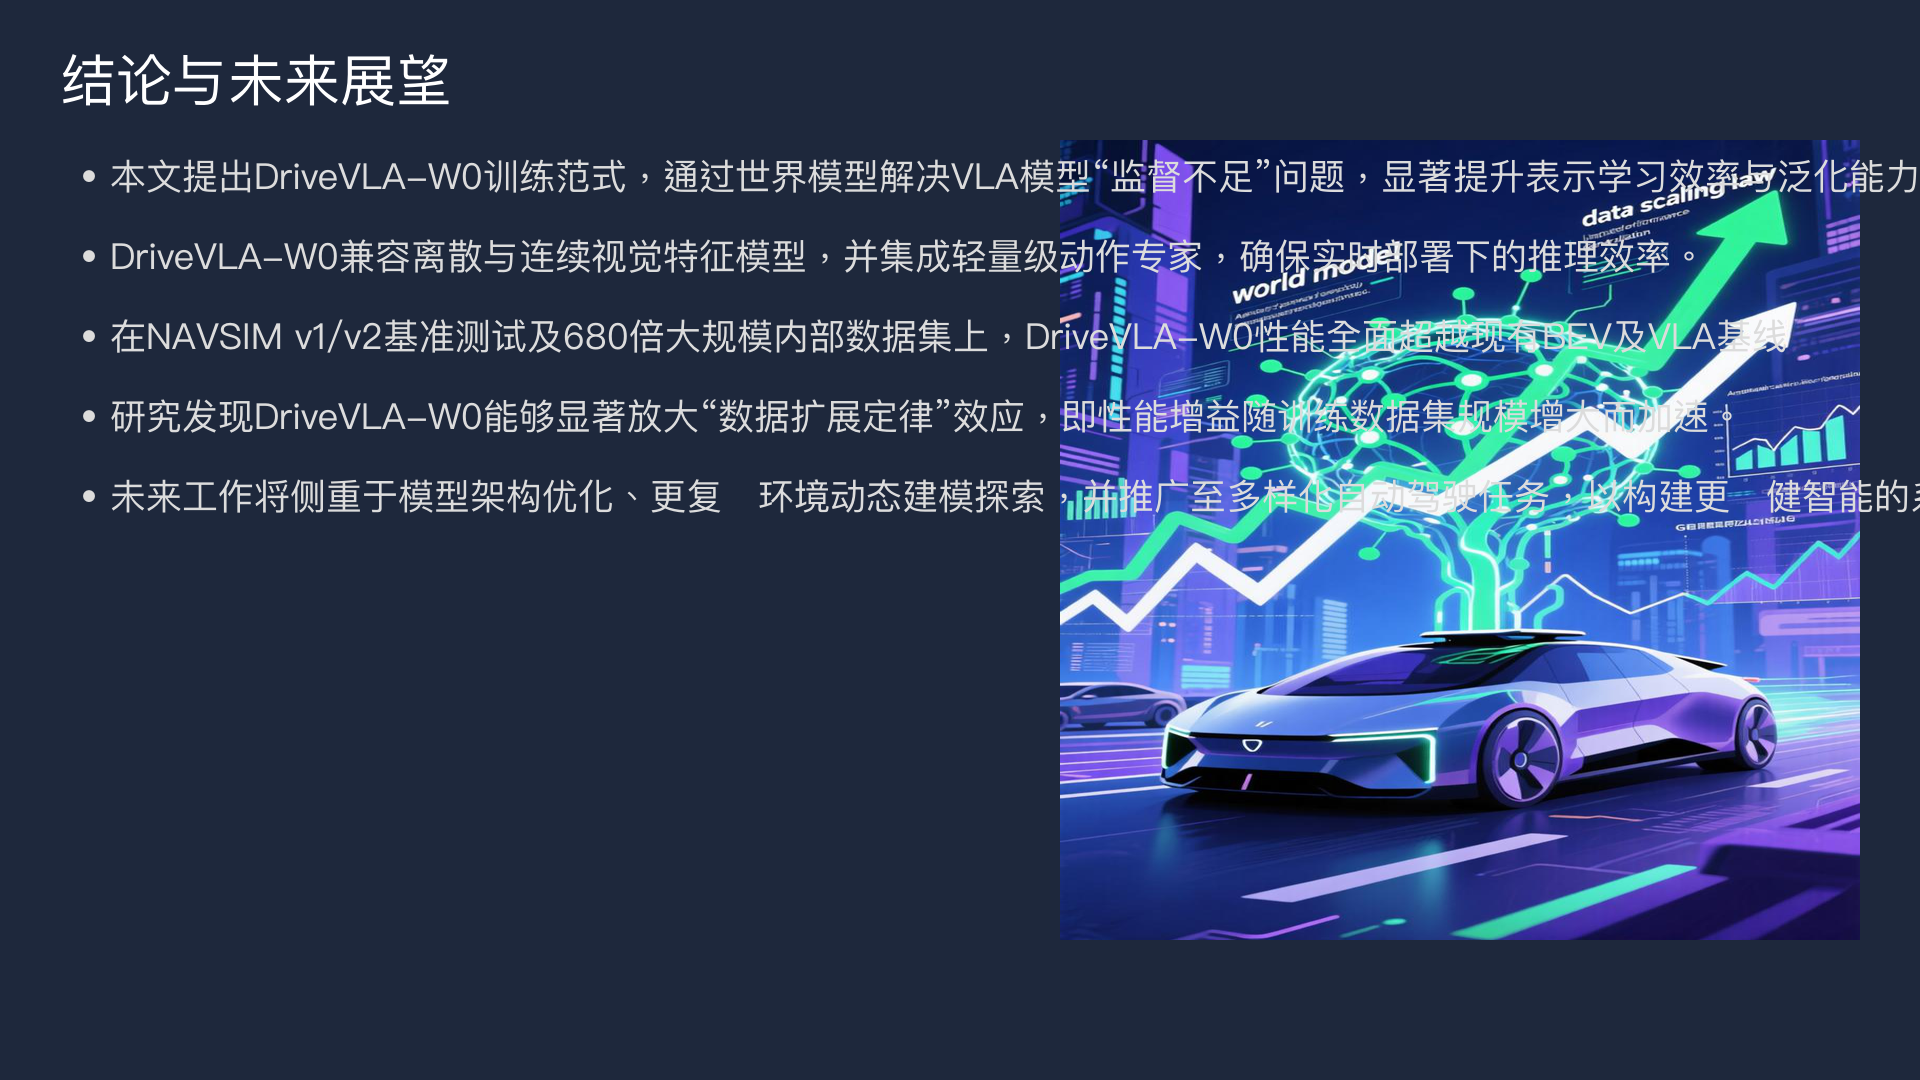 结论与未来展望
• 本文提出DriveVLA–W0训练范式，通过世界模型解决VLA模型“监督不足”问题，显著提升表示学习效率与泛化能力
data scaling law
• DriveVLA–W0兼容离散与连续视觉特征模型，并集成轻量级动作专家，确保实时部署下的推理效率。
world model
• 在NAVSIM v1/v2基准测试及680倍大规模内部数据集上，DriveVLA–W0性能全面超越现有BEV及VLA基线
• 研究发现DriveVLA–W0能够显著放大“数据扩展定律”效应，即性能增益随训练数据集规模增大而加速
• 未来工作将侧重于模型架构优化、更复 环境动态建模探索，并推广至多样化自动驾驶任务，以构建更 健智能的